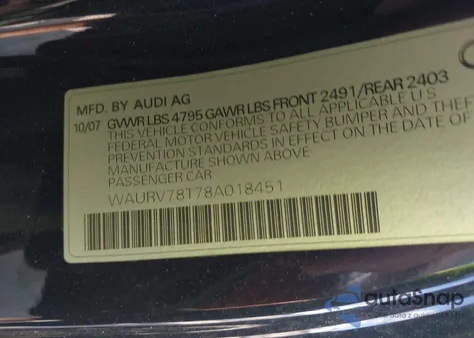 MFD. BY AUDI AG
10/07 GVWR LBS 4795 GAWR LBS FRONT 2491/REAR 2403
THIS VEHICLE CONFORMS TO ALL APPLICABLE U S
FEDERAL MOTOR VEHICLE SAFETY BUMPER AND THEFT
PREVENTION STANDARDS IN EFFECT ON THE DATE OF
MANUFACTURE SHOWN ABOVE
PASSENGER CAR
WAURV78T78A018451
autoSnap